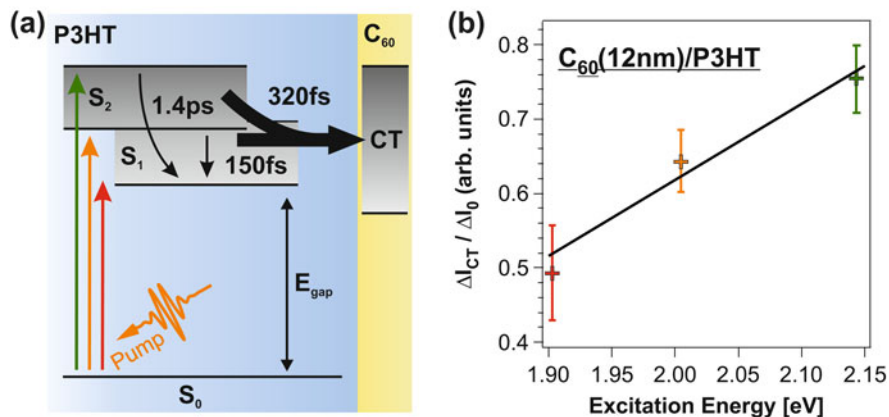 (a)
P3HT
C60
S2
1.4ps
320fs
CT
S1
150fs
Egap
Pump
S0
(b)
C60(12nm)/P3HT
ΔICT / ΔI0 (arb. units)
0.8
0.7
0.6
0.5
0.4
1.90
1.95
2.00
2.05
2.10
2.15
Excitation Energy [eV]